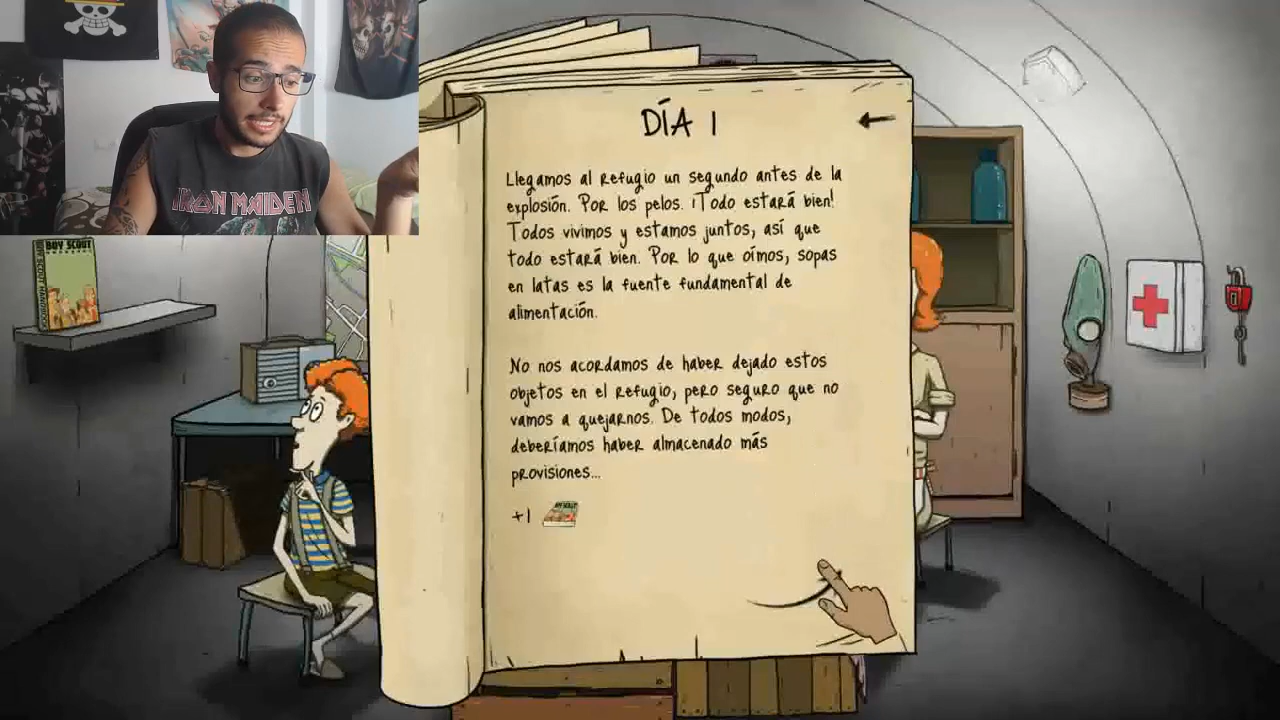 IRON MAIDEN
BOY SCOUT
BOY SCOUT HANDBOOK
DÍA 1
Llegamos al refugio un segundo antes de la
explosión. Por los pelos. ¡Todo estará bien!
Todos vivimos y estamos juntos, así que
todo estará bien. Por lo que oímos, sopas
en latas es la fuente fundamental de
alimentación.
No nos acordamos de haber dejado estos
objetos en el refugio, pero seguro que no
vamos a quejarnos. De todos modos,
deberíamos haber almacenado más
provisiones...
+1